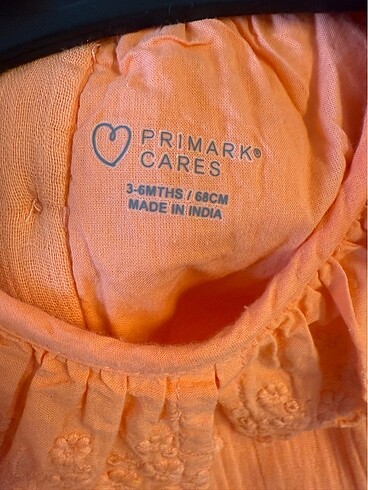 PRIMARK®
CARES
3-6MTHS / 68CM
MADE IN INDIA